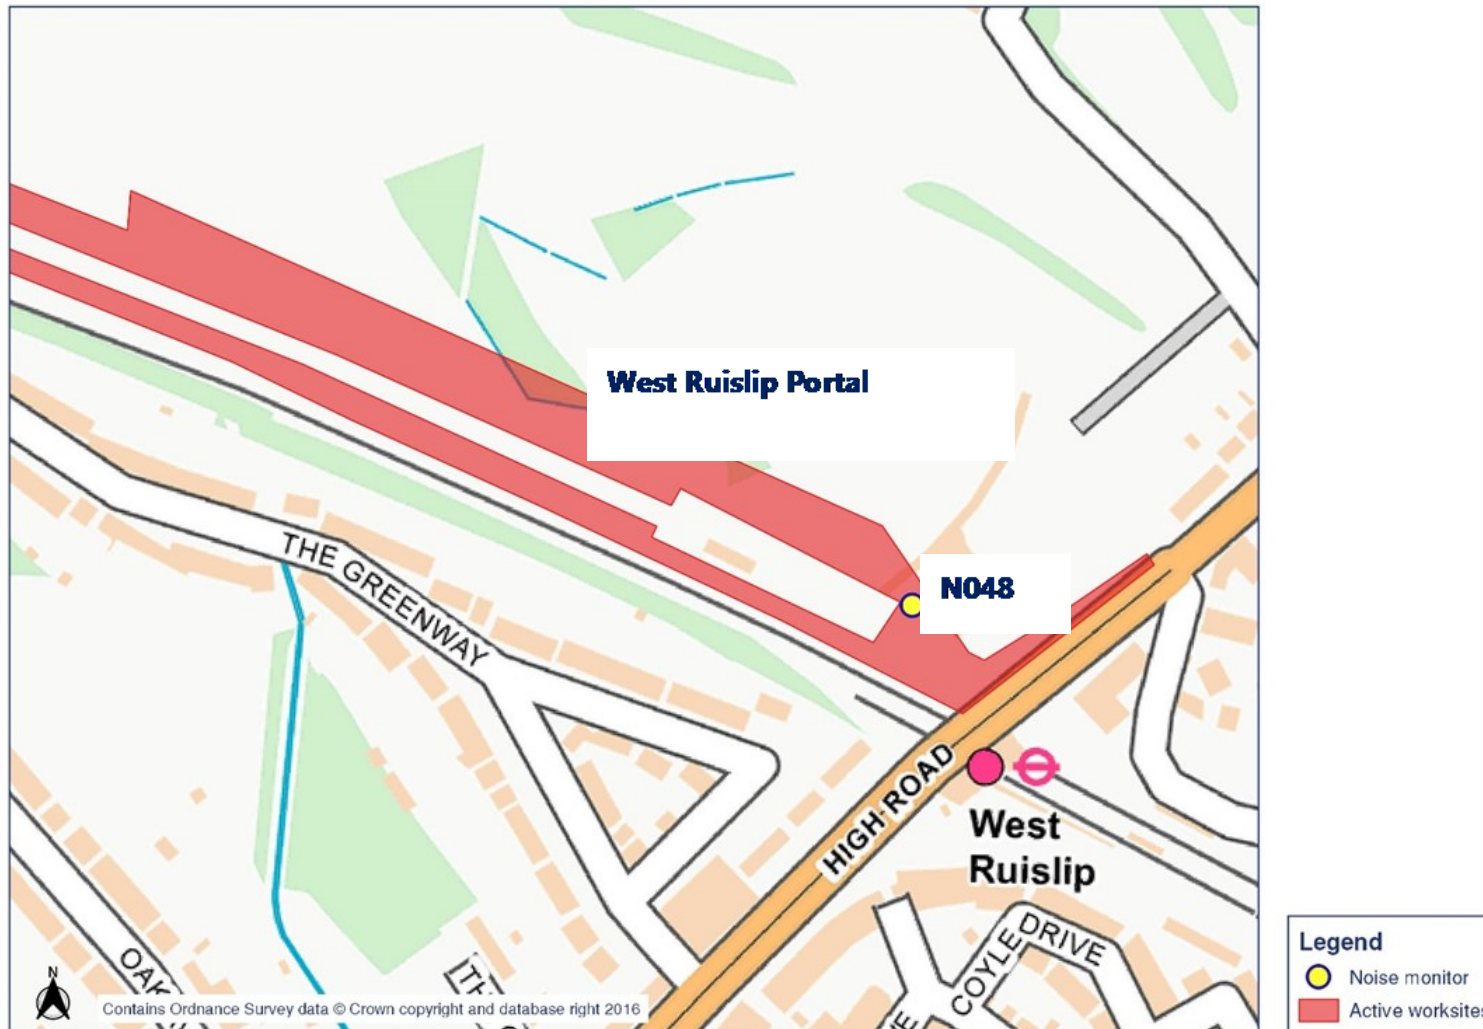 West Ruislip Portal
N048
THE GREENWAY
HIGH ROAD
West
Ruislip
COYLE DRIVE
N
Contains Ordnance Survey data © Crown copyright and database right 2016
Legend
Noise monitor
Active worksite